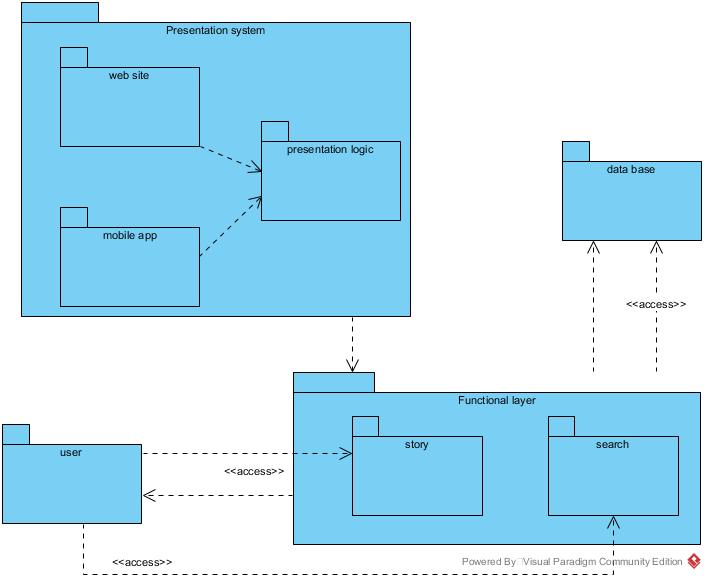 Presentation system
web site
presentation logic
mobile app
data base
<<access>>
Functional layer
story
search
user
<<access>>
<<access>>
Powered By Visual Paradigm Community Edition